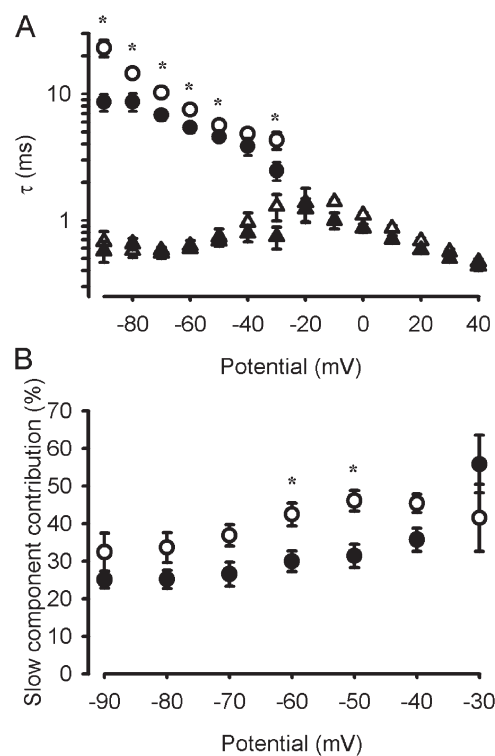 A
*
*
*
*
*
*
10
1
τ (ms)
-80 -60 -40 -20 0 20 40
Potential (mV)
B
70
60
50
40
30
20
10
0
Slow component contribution (%)
*
*
-90 -80 -70 -60 -50 -40 -30
Potential (mV)